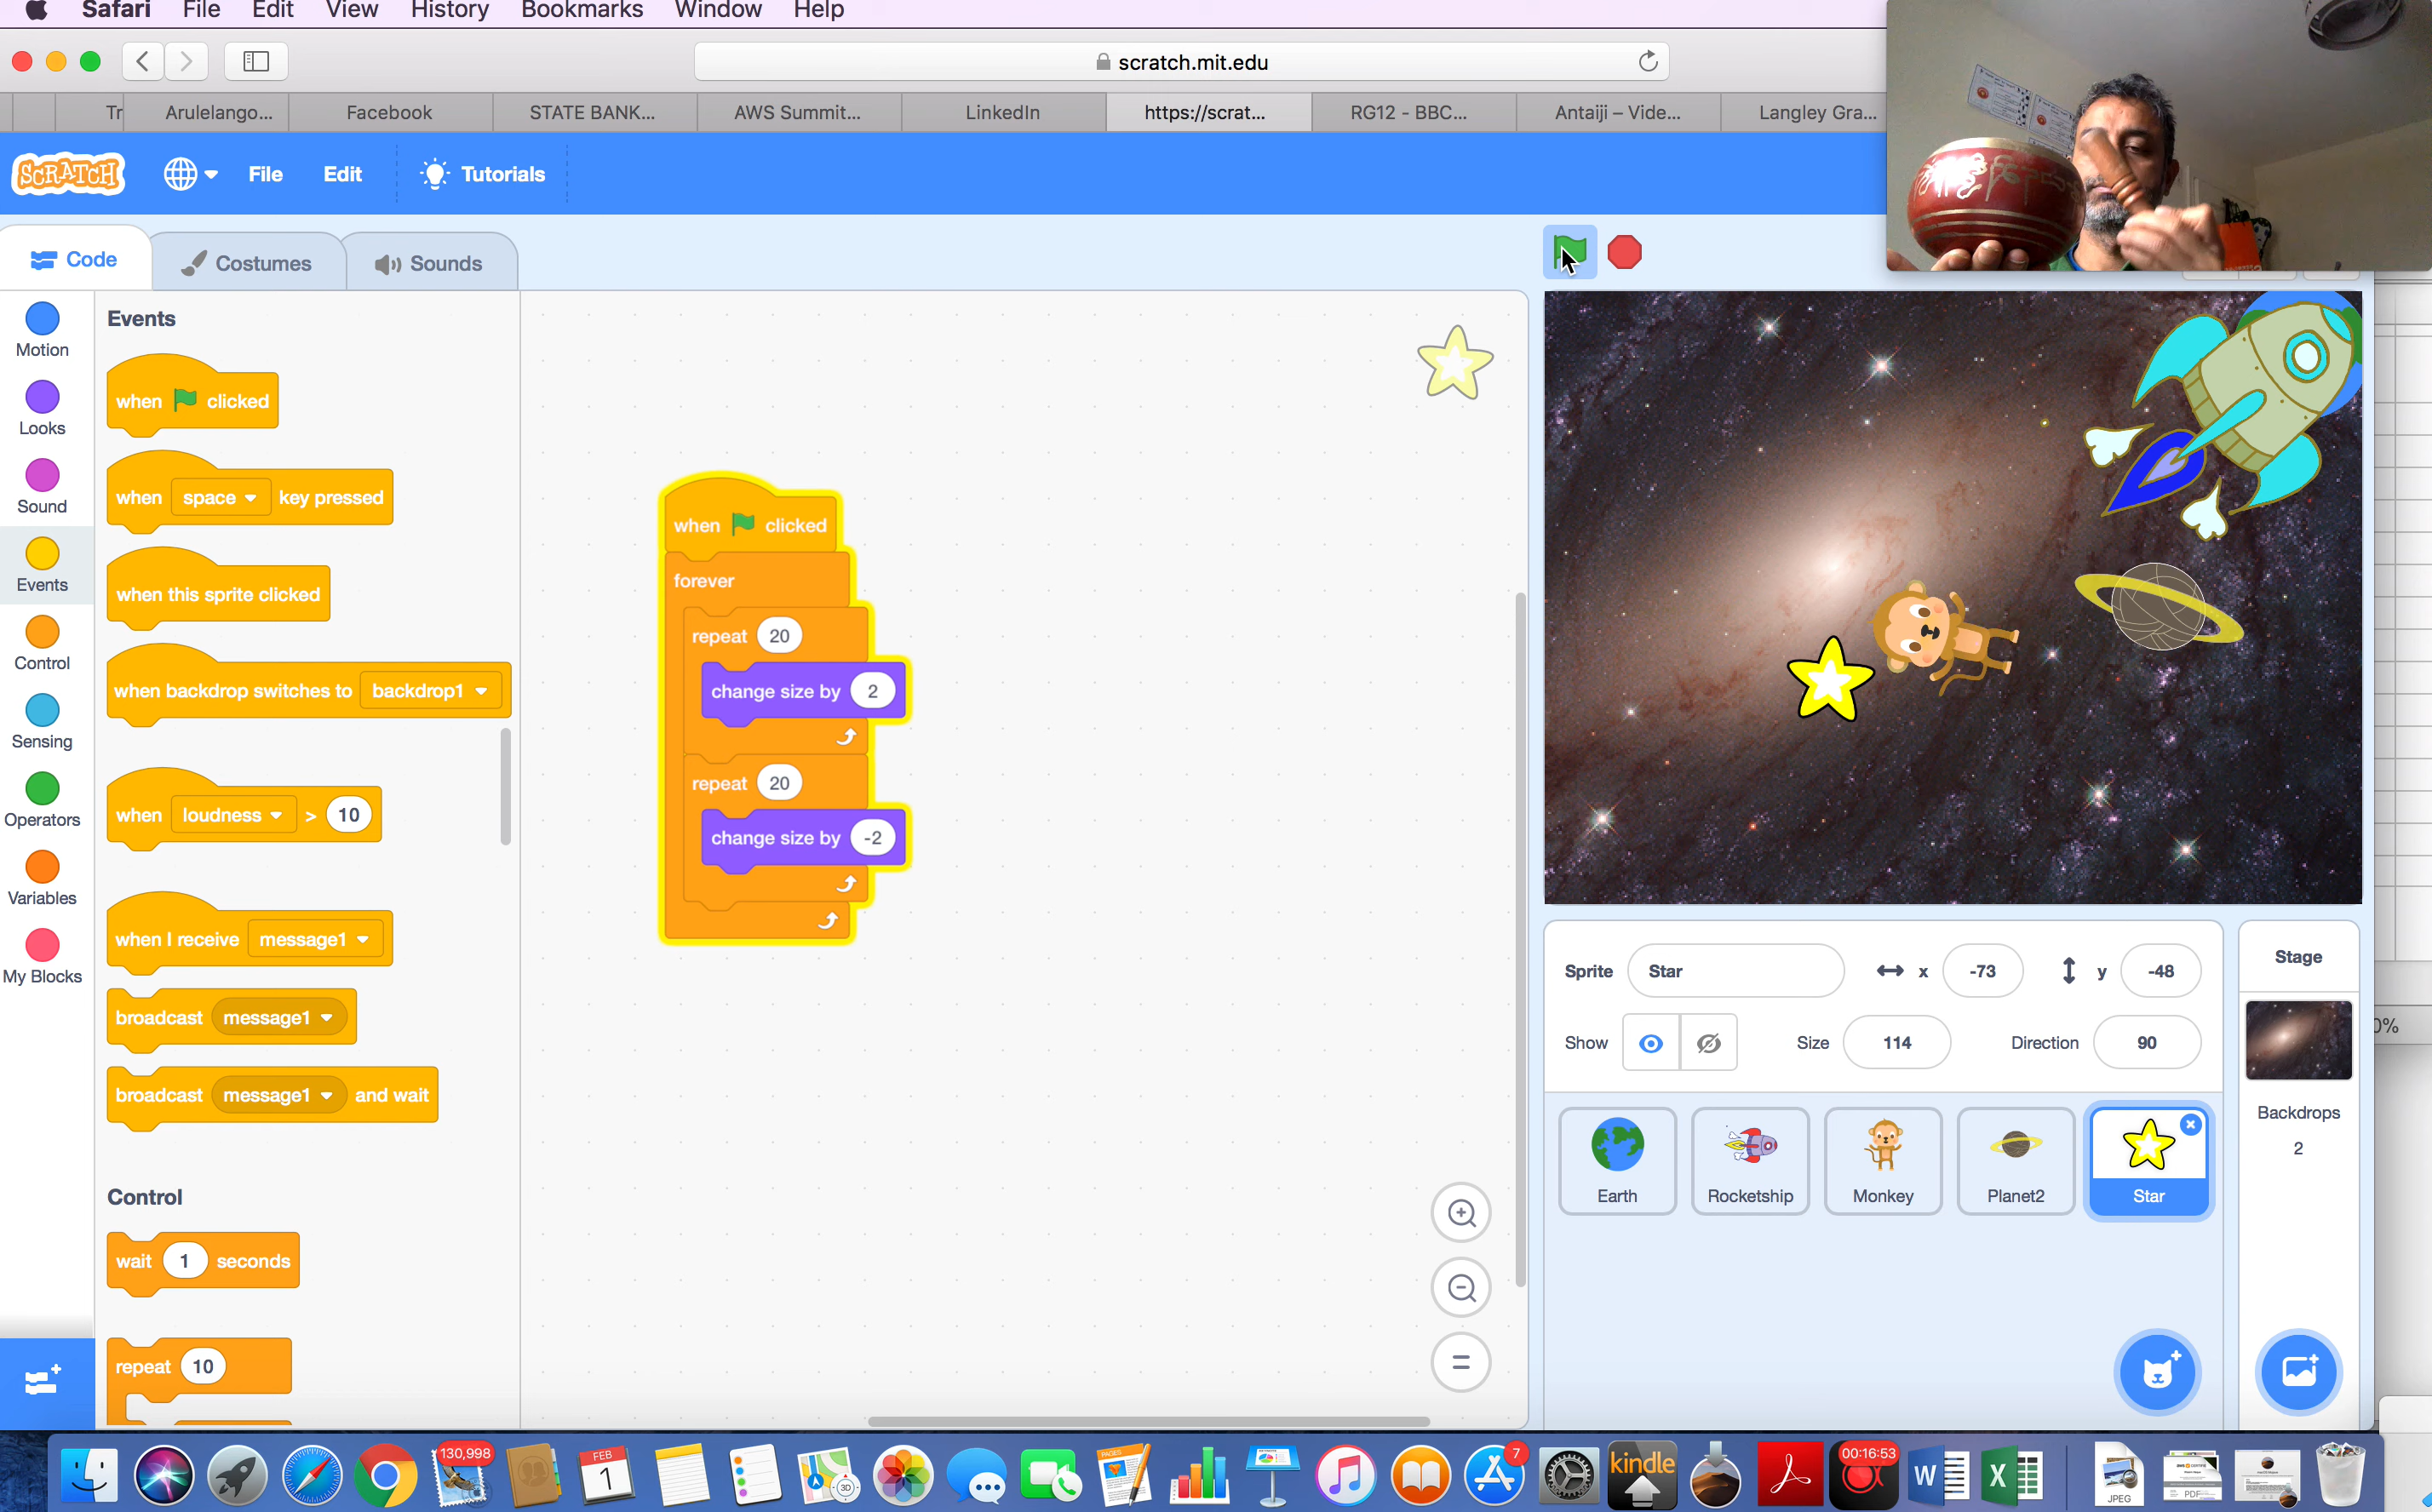 Safari File Edit View History Bookmarks Window Help
scratch.mit.edu
Tr Arulelango... Facebook STATE BANK... AWS Summit... LinkedIn https://scrat... RG12 - BBC... Antaiji – Vide... Langley Gra...
SCRATCH File Edit Tutorials
Code Costumes Sounds
Motion
Looks
Sound
Events
Control
Sensing
Operators
Variables
My Blocks
Events
when clicked
when space key pressed
when this sprite clicked
when backdrop switches to backdrop1
when loudness > 10
when I receive message1
broadcast message1
broadcast message1 and wait
Control
wait 1 seconds
repeat 10
when clicked
forever
repeat 20
change size by 2
repeat 20
change size by -2
Sprite Star x -73 y -48
Show Size 114 Direction 90
Earth Rocketship Monkey Planet2 Star
Stage
Backdrops
2
0%
130,998
FEB
1
3D
PAGES
7
kindle
00:16:53
W
X
JPEG
PDF